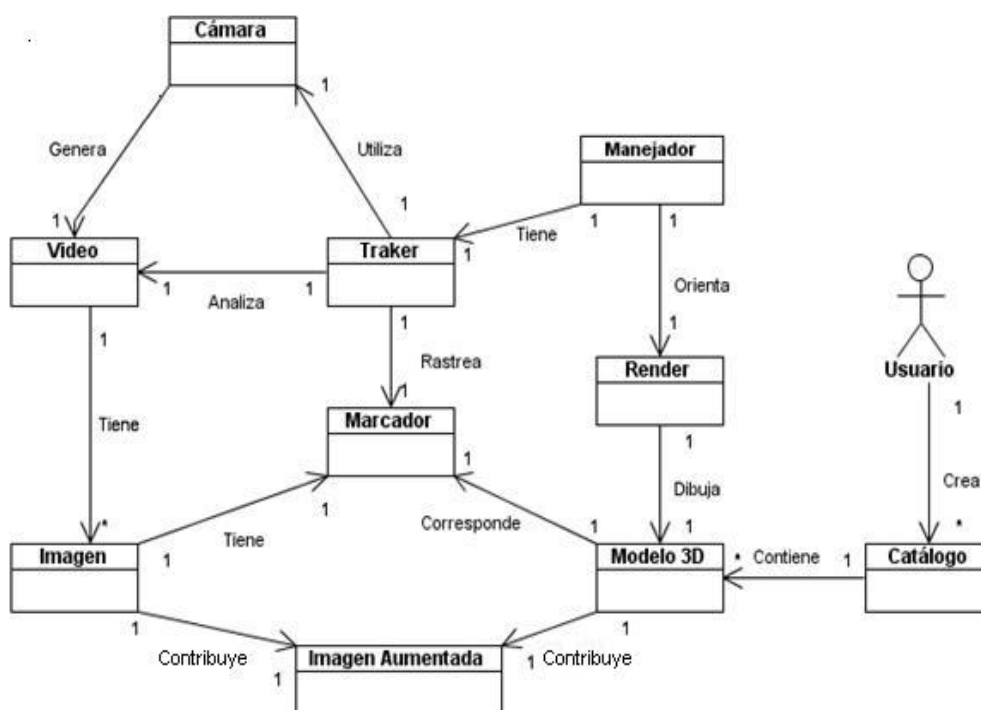 Cámara
1
Genera
Utiliza
Manejador
1
1
1
1
Tiene
1
Video
Traker
1
1
Analiza
1
Orienta
1
1
1
Rastrea
Render
Usuario
1
1
Tiene
Marcador
1
1
1
Dibuja
Crea
Tiene
Corresponde
*
1
1
1
*
Imagen
Modelo 3D
*
Contiene
1
Catálogo
1
1
Contribuye
Imagen Aumentada
Contribuye
1
1